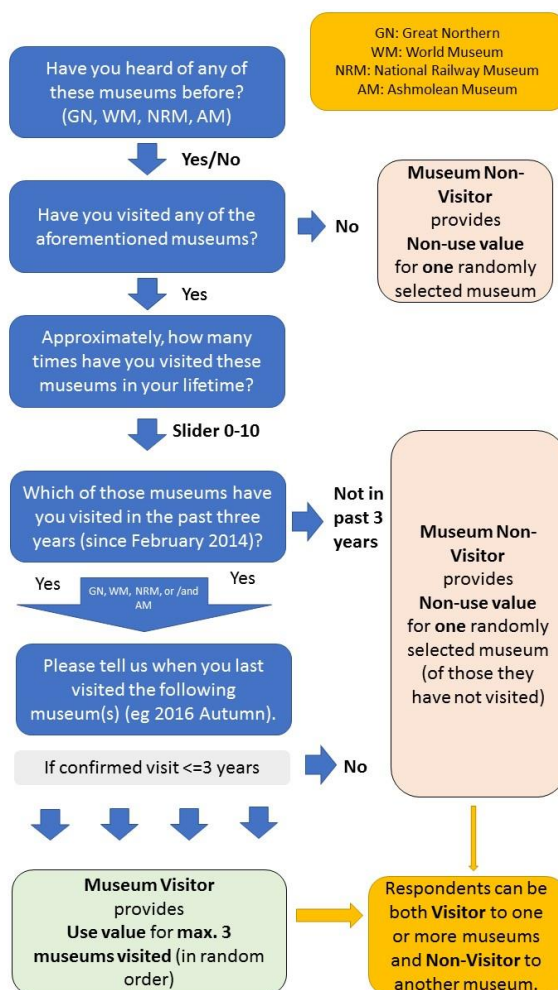 GN: Great Northern
WM: World Museum
NRM: National Railway Museum
AM: Ashmolean Museum
Have you heard of any of
these museums before?
(GN, WM, NRM, AM)
Yes/No
Have you visited any of the
aforementioned museums?
No
Museum Non-
Visitor
provides
Non-use value
for one randomly
selected museum
Yes
Approximately, how many
times have you visited these
museums in your lifetime?
Slider 0-10
Which of those museums have
you visited in the past three
years (since February 2014)?
Not in
past 3
years
Museum Non-
Visitor
provides
Non-use value
for one randomly
selected museum
(of those they
have not visited)
Yes
Yes
GN, WM, NRM, or /and
AM
Please tell us when you last
visited the following
museum(s) (eg 2016 Autumn).
If confirmed visit <=3 years
No
Museum Visitor
provides
Use value for max. 3
museums visited (in random
order)
Respondents can be
both Visitor to one
or more museums
and Non-Visitor to
another museum.